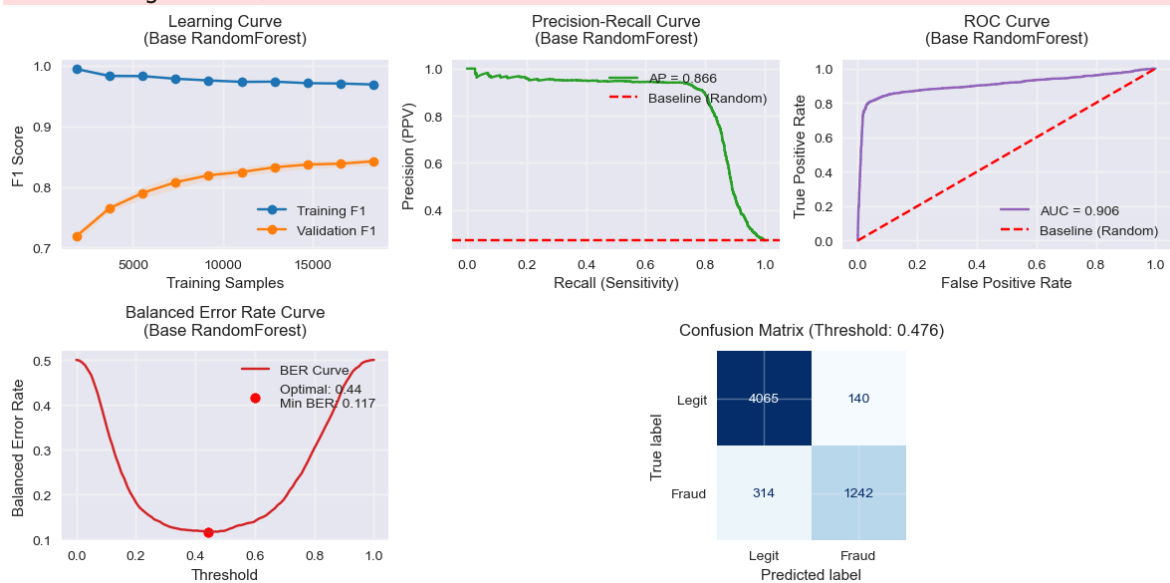 Learning Curve
(Base RandomForest)
F1 Score
1.0
0.9
0.8
0.7
Training F1
Validation F1
5000
10000
15000
Training Samples
Precision-Recall Curve
(Base RandomForest)
Precision (PPV)
1.0
0.8
0.6
0.4
AP = 0.866
Baseline (Random)
0.0
0.2
0.4
0.6
0.8
1.0
Recall (Sensitivity)
ROC Curve
(Base RandomForest)
True Positive Rate
1.0
0.8
0.6
0.4
0.2
0.0
AUC = 0.906
Baseline (Random)
0.0
0.2
0.4
0.6
0.8
1.0
False Positive Rate
Balanced Error Rate Curve
(Base RandomForest)
Balanced Error Rate
0.5
0.4
0.3
0.2
0.1
BER Curve
Optimal: 0.44
Min BER: 0.117
0.0
0.2
0.4
0.6
0.8
1.0
Threshold
Confusion Matrix (Threshold: 0.476)
True label
Legit
4065
140
Fraud
314
1242
Legit
Fraud
Predicted label